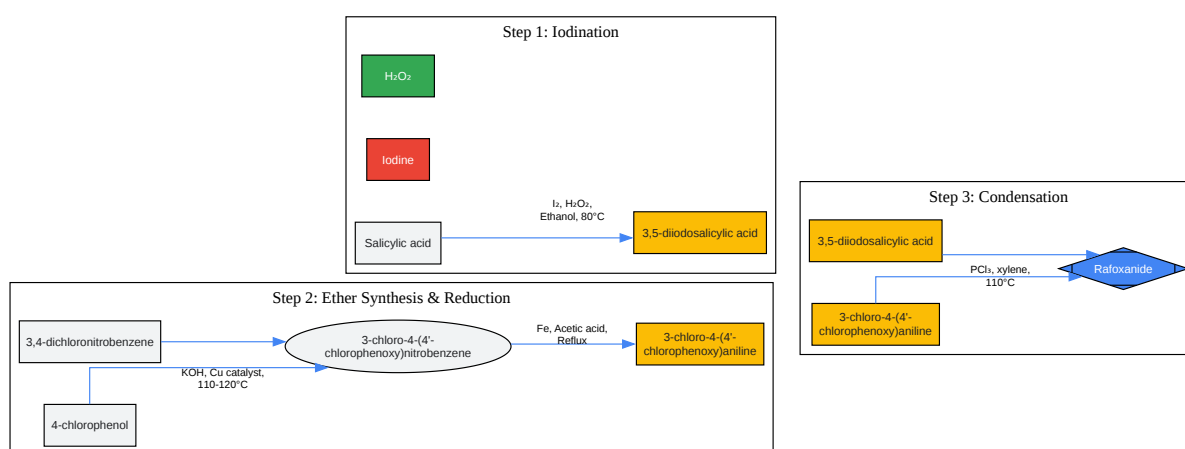 Step 1: Iodination
H₂O₂
Iodine
Salicylic acid
I₂, H₂O₂,
Ethanol, 80°C
3,5-diiodosalicylic acid
Step 2: Ether Synthesis & Reduction
3,4-dichloronitrobenzene
4-chlorophenol
KOH, Cu catalyst,
110-120°C
3-chloro-4-(4'-
chlorophenoxy)nitrobenzene
Fe, Acetic acid,
Reflux
3-chloro-4-(4'-
chlorophenoxy)aniline
Step 3: Condensation
3,5-diiodosalicylic acid
3-chloro-4-(4'-
chlorophenoxy)aniline
PCl₃, xylene,
110°C
Rafoxanide